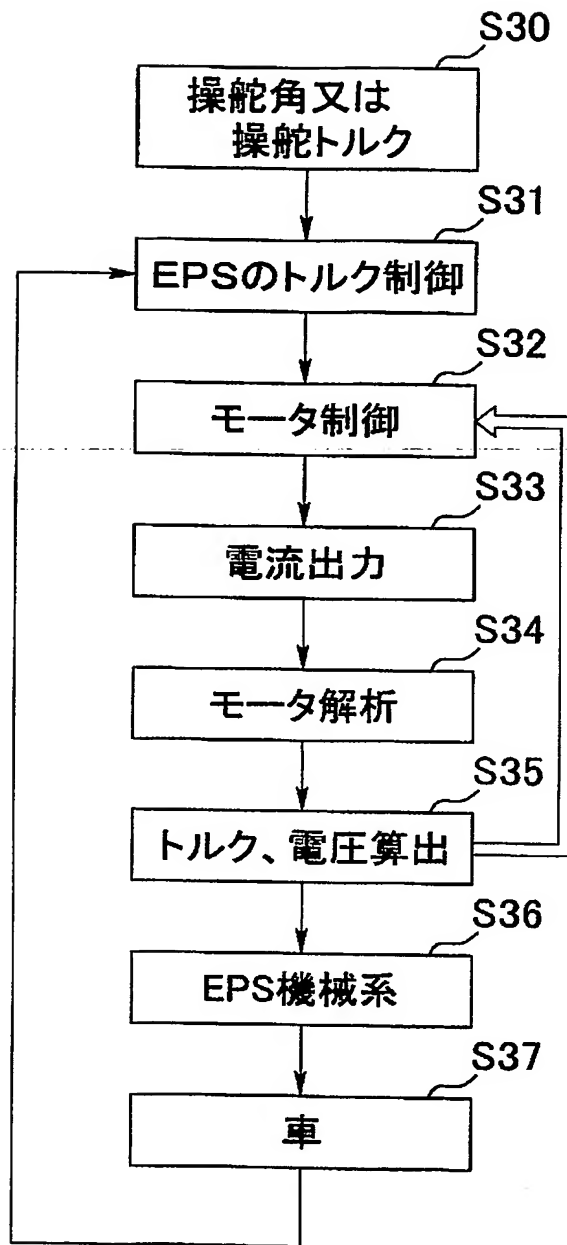 S30
操舵角又は
操舵トルク
S31
EPSのトルク制御
S32
モータ制御
S33
電流出力
S34
モータ解析
S35
トルク、電圧算出
S36
EPS機械系
S37
車